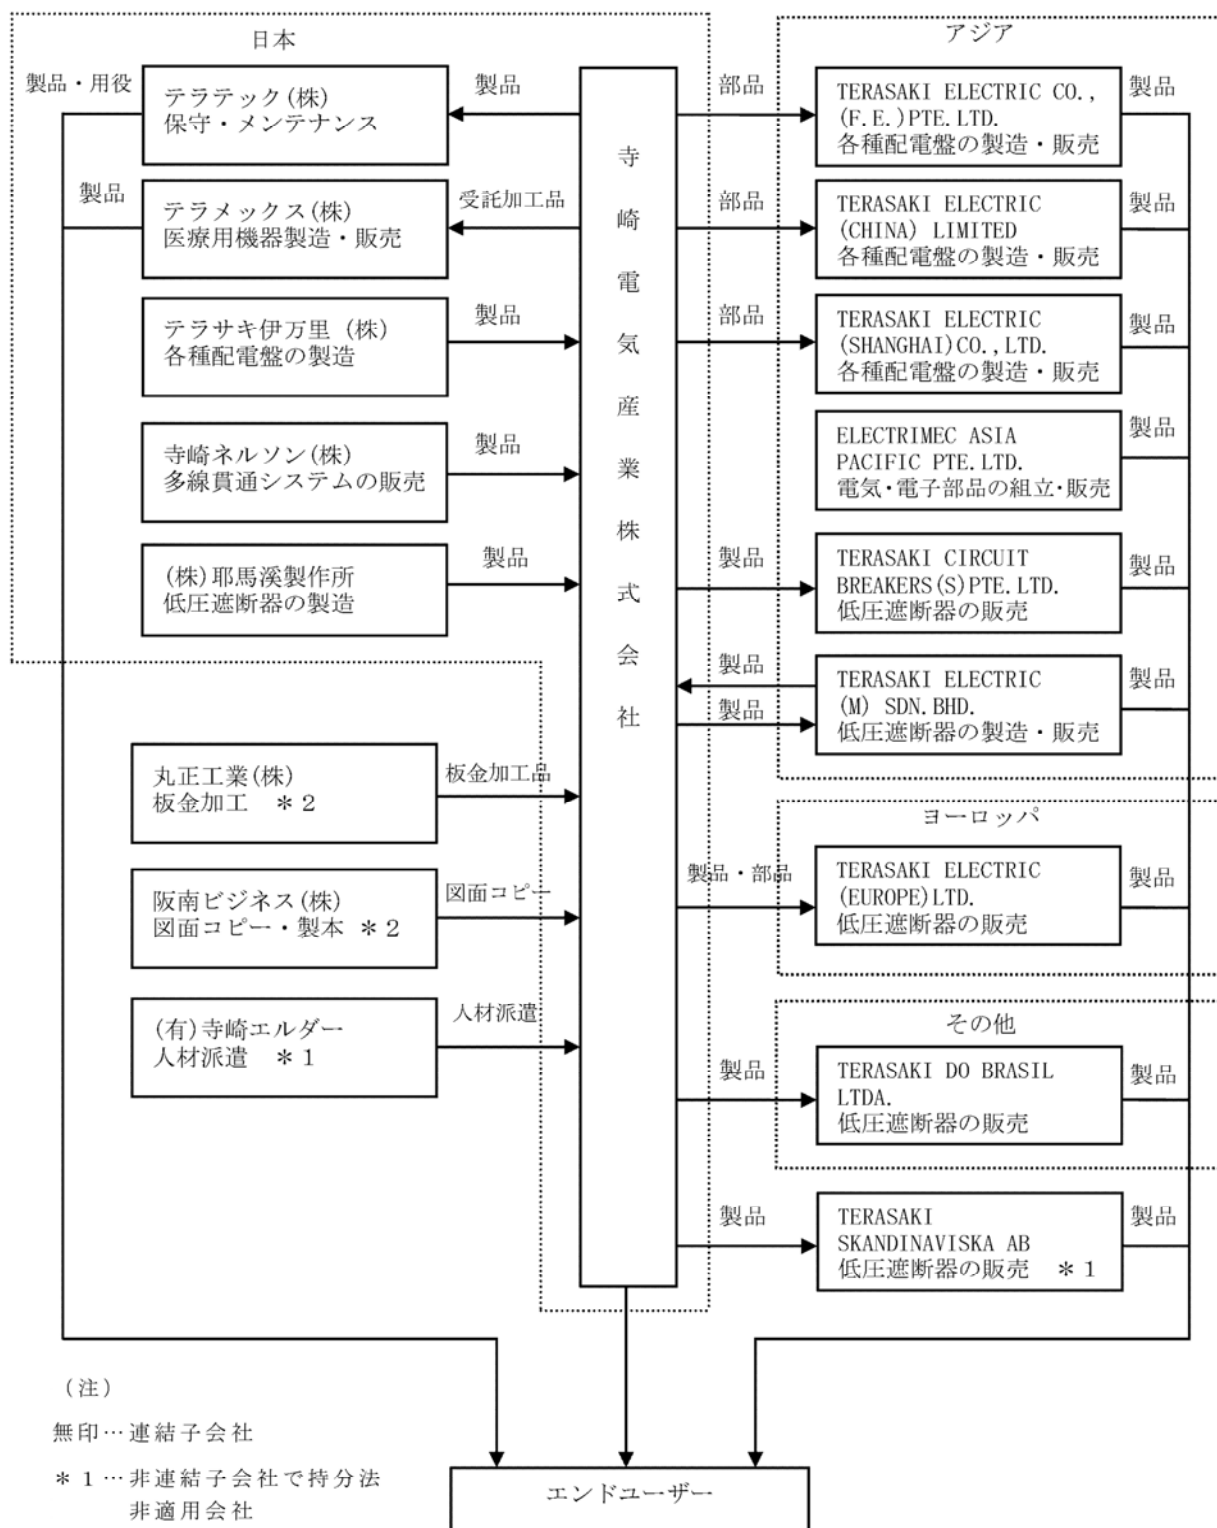 日本
製品・用役
テラテック(株)
保守・メンテナンス
製品
製品
テラメックス(株)
医療用機器製造・販売
受託加工品
テラサキ伊万里 (株)
各種配電盤の製造
製品
寺崎ネルソン(株)
多線貫通システムの販売
製品
(株)耶馬溪製作所
低圧遮断器の製造
製品
丸正工業(株)
板金加工 *2
板金加工品
阪南ビジネス(株)
図面コピー・製本 *2
図面コピー
(有)寺崎エルダー
人材派遣 *1
人材派遣
寺崎電気産業株式会社
アジア
部品
TERASAKI ELECTRIC CO.,
(F.E.)PTE.LTD.
各種配電盤の製造・販売
製品
部品
TERASAKI ELECTRIC
(CHINA) LIMITED
各種配電盤の製造・販売
製品
部品
TERASAKI ELECTRIC
(SHANGHAI)CO.,LTD.
各種配電盤の製造・販売
製品
ELECTRIMEC ASIA
PACIFIC PTE.LTD.
電気・電子部品の組立・販売
製品
製品
TERASAKI CIRCUIT
BREAKERS(S)PTE.LTD.
低圧遮断器の販売
製品
製品
製品
TERASAKI ELECTRIC
(M) SDN.BHD.
低圧遮断器の製造・販売
製品
ヨーロッパ
製品・部品
TERASAKI ELECTRIC
(EUROPE)LTD.
低圧遮断器の販売
製品
その他
製品
TERASAKI DO BRASIL
LTDA.
低圧遮断器の販売
製品
製品
TERASAKI
SKANDINAVISKA AB
低圧遮断器の販売 *1
製品
(注)
無印…連結子会社
*1…非連結子会社で持分法
非適用会社
エンドユーザー